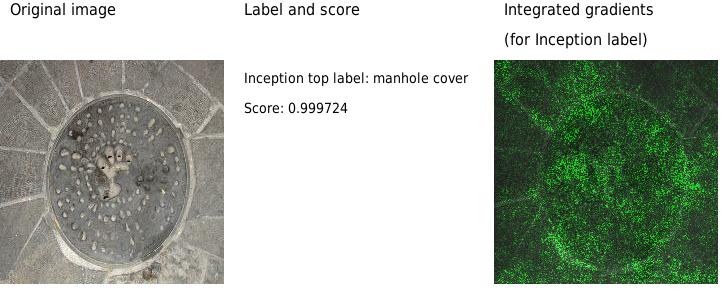 Original image
Label and score
Integrated gradients
(for Inception label)
Inception top label: manhole cover
Score: 0.999724